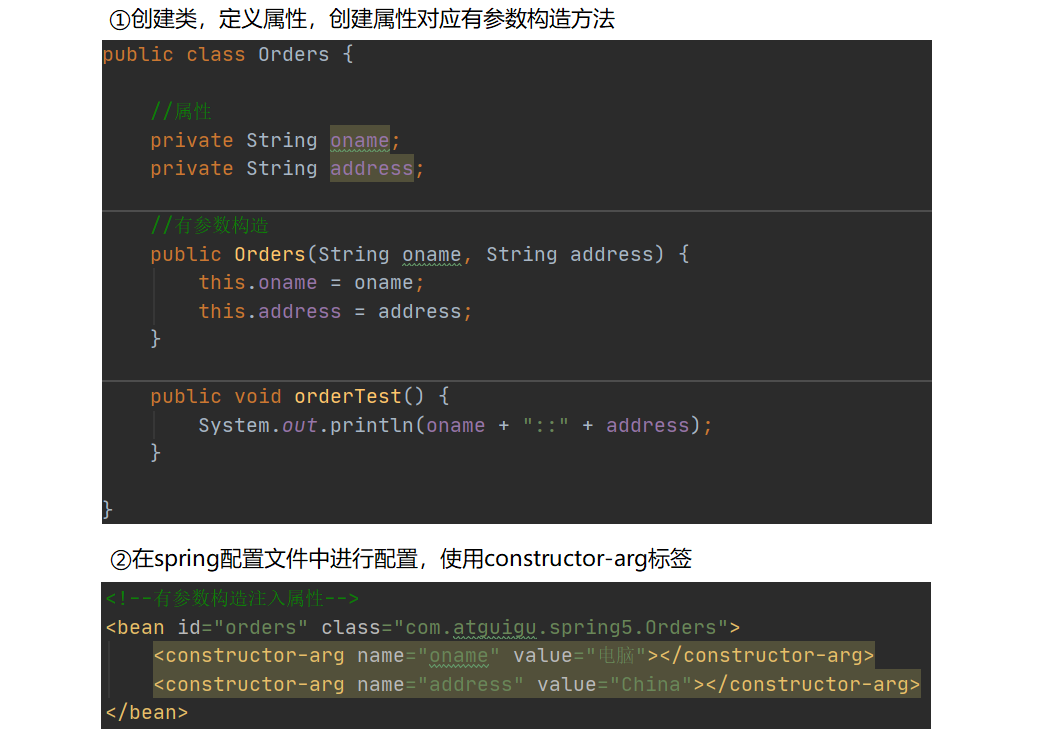 ①创建类，定义属性，创建属性对应有参数构造方法
public class Orders {
//属性
private String oname;
private String address;
//有参数构造
public Orders(String oname, String address) {
this.oname = oname;
this.address = address;
}
public void orderTest() {
System.out.println(oname + "::" + address);
}
}
②在spring配置文件中进行配置，使用constructor-arg标签
<!--有参数构造注入属性-->
<bean id="orders" class="com.atguigu.spring5.Orders">
<constructor-arg name="oname" value="电脑"></constructor-arg>
<constructor-arg name="address" value="China"></constructor-arg>
</bean>